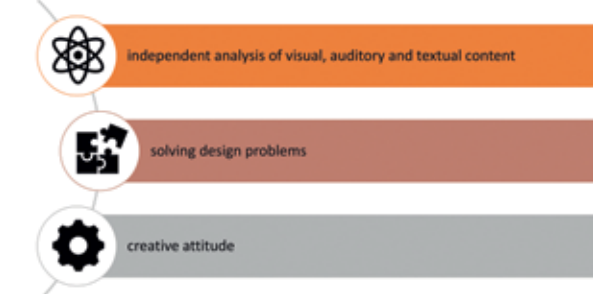 independent analysis of visual, auditory and textual content
solving design problems
creative attitude